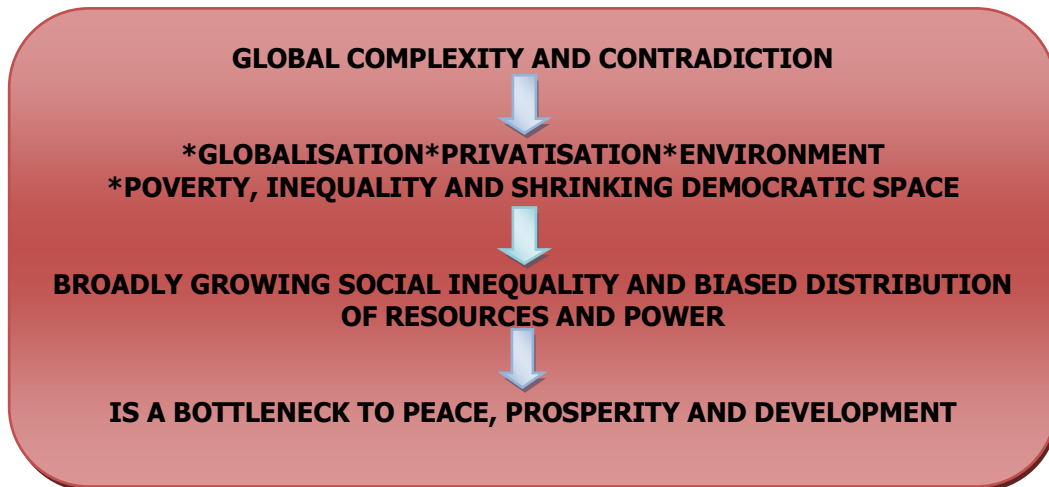 GLOBAL COMPLEXITY AND CONTRADICTION
*GLOBALISATION*PRIVATISATION*ENVIRONMENT
*POVERTY, INEQUALITY AND SHRINKING DEMOCRATIC SPACE
BROADLY GROWING SOCIAL INEQUALITY AND BIASED DISTRIBUTION
OF RESOURCES AND POWER
IS A BOTTLENECK TO PEACE, PROSPERITY AND DEVELOPMENT